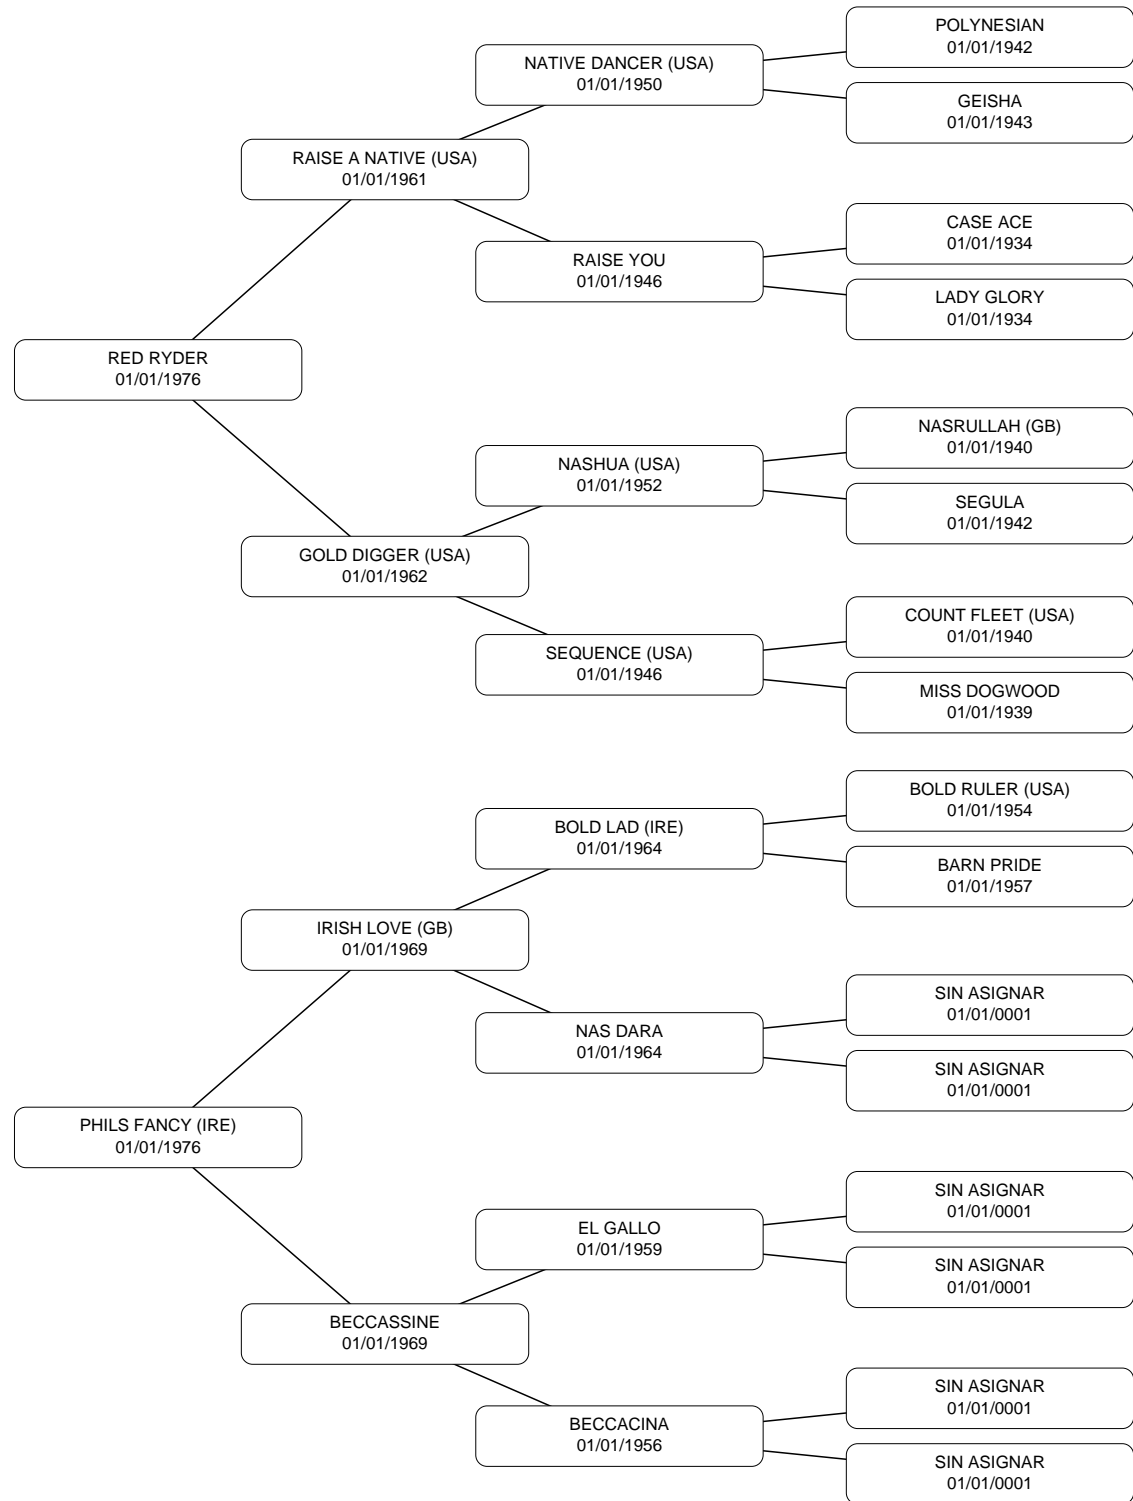 POLYNESIAN
01/01/1942
NATIVE DANCER (USA)
01/01/1950
GEISHA
01/01/1943
RAISE A NATIVE (USA)
01/01/1961
CASE ACE
01/01/1934
RAISE YOU
01/01/1946
LADY GLORY
01/01/1934
RED RYDER
01/01/1976
NASRULLAH (GB)
01/01/1940
NASHUA (USA)
01/01/1952
SEGULA
01/01/1942
GOLD DIGGER (USA)
01/01/1962
COUNT FLEET (USA)
01/01/1940
SEQUENCE (USA)
01/01/1946
MISS DOGWOOD
01/01/1939
BOLD RULER (USA)
01/01/1954
BOLD LAD (IRE)
01/01/1964
BARN PRIDE
01/01/1957
IRISH LOVE (GB)
01/01/1969
SIN ASIGNAR
01/01/0001
NAS DARA
01/01/1964
SIN ASIGNAR
01/01/0001
PHILS FANCY (IRE)
01/01/1976
SIN ASIGNAR
01/01/0001
EL GALLO
01/01/1959
SIN ASIGNAR
01/01/0001
BECCASSINE
01/01/1969
SIN ASIGNAR
01/01/0001
BECCACINA
01/01/1956
SIN ASIGNAR
01/01/0001